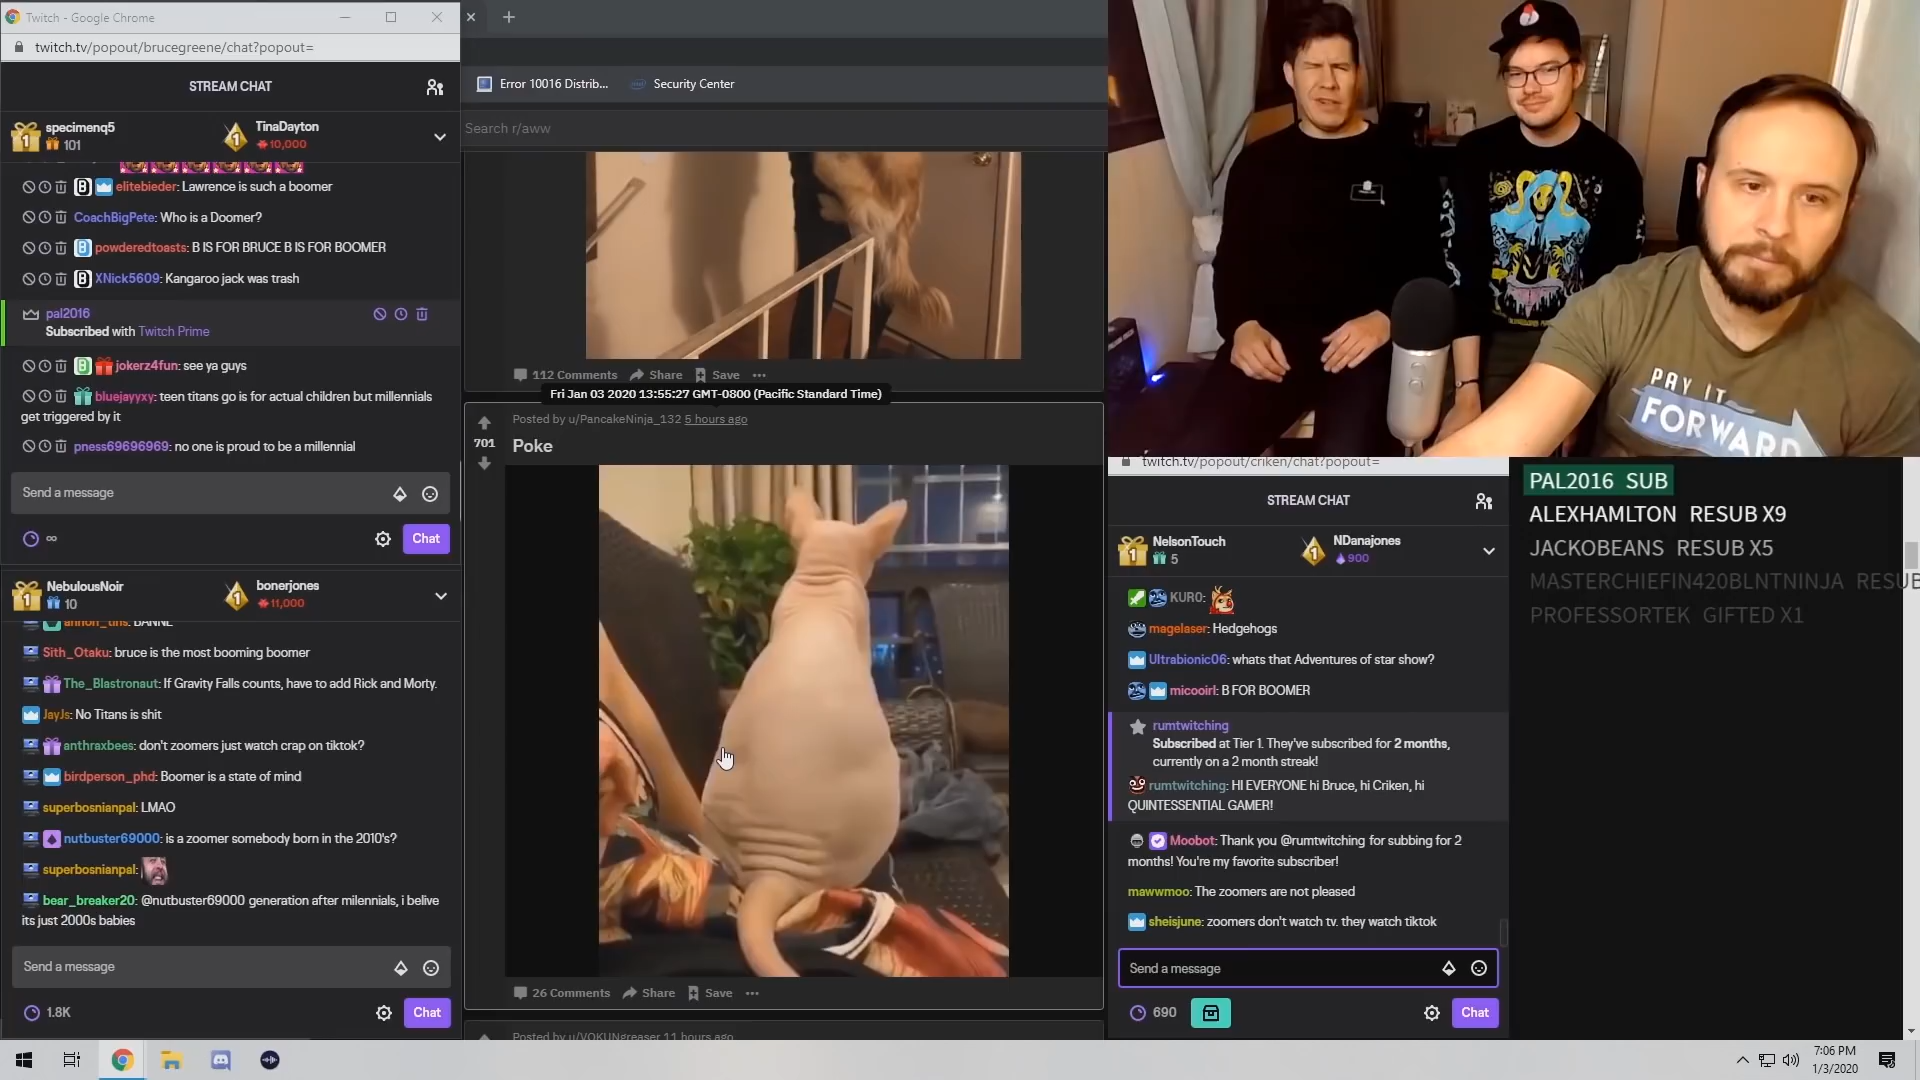 Twitch - Google Chrome
twitch.tv/popout/brucegreene/chat?popout=
STREAM CHAT
specimenq5
101
TinaDayton
10,000
elitebieder: Lawrence is such a boomer
CoachBigPete: Who is a Doomer?
powderedtoasts: B IS FOR BRUCE B IS FOR BOOMER
XNick5609: Kangaroo jack was trash
pal2016
Subscribed with Twitch Prime
jokerz4fun: see ya guys
bluejayyxy: teen titans go is for actual children but millennials
get triggered by it
pness69696969: no one is proud to be a millennial
Send a message
∞
Chat
NebulousNoir
10
bonerjones
11,000
Sith_Otaku: bruce is the most booming boomer
The_Blastronaut: If Gravity Falls counts, have to add Rick and Morty.
JayJs: No Titans is shit
anthraxbees: don't zoomers just watch crap on tiktok?
birdperson_phd: Boomer is a state of mind
superbosnianpal: LMAO
nutbuster69000: is a zoomer somebody born in the 2010's?
superbosnianpal:
bear_breaker20: @nutbuster69000 generation after milennials, i belive
its just 2000s babies
Send a message
1.8K
Chat
Error 10016 Distrib...
Security Center
Search r/aww
112 Comments Share Save
Fri Jan 03 2020 13:55:27 GMT-0800 (Pacific Standard Time)
Posted by u/PancakeNinja_132 5 hours ago
701
Poke
26 Comments Share Save
Posted by u/VOKUNgreaser 11 hours ago
PAY IT
FORWARD
twitch.tv/popout/criken/chat?popout=
STREAM CHAT
NelsonTouch
5
NDanajones
900
KURO:
magelaser: Hedgehogs
Ultrabionic06: whats that Adventures of star show?
micooirl: B FOR BOOMER
rumtwitching
Subscribed at Tier 1. They've subscribed for 2 months,
currently on a 2 month streak!
rumtwitching: HI EVERYONE hi Bruce, hi Criken, hi
QUINTESSENTIAL GAMER!
Moobot: Thank you @rumtwitching for subbing for 2
months! You're my favorite subscriber!
mawwmoo: The zoomers are not pleased
sheisjune: zoomers don't watch tv. they watch tiktok
Send a message
690
Chat
PAL2016 SUB
ALEXHAMLTON RESUB X9
JACKOBEANS RESUB X5
MASTERCHIEFIN420BLNTNINJA RESUB
PROFESSORTEK GIFTED X1
7:06 PM
1/3/2020